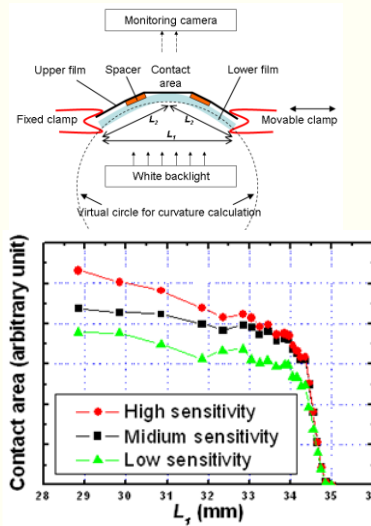 Monitoring camera
Spacer
Contact area
Upper film
Lower film
Fixed clamp
Movable clamp
L2
L2
L1
White backlight
Virtual circle for curvature calculation
Contact area (arbitrary unit)
High sensitivity
Midium sensitivity
Low sensitivity
28 29 30 31 32 33 34 35 36
L1 (mm)